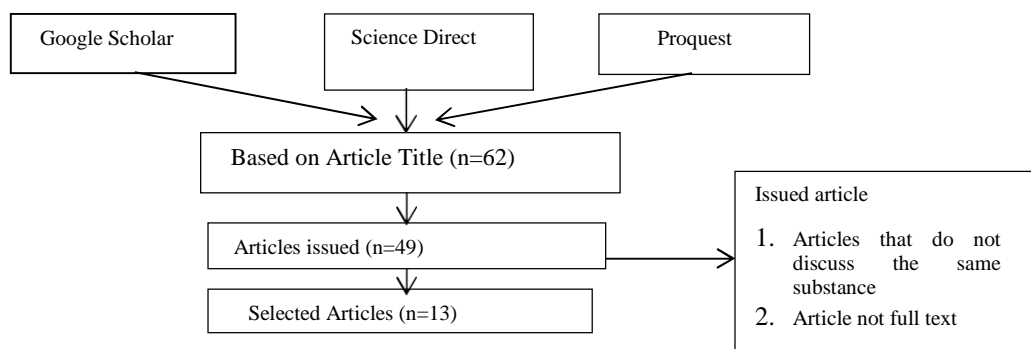 Google Scholar
Science Direct
Proquest
Based on Article Title (n=62)
Articles issued (n=49)
Selected Articles (n=13)
Issued article
1. Articles that do not
discuss the same
substance
2. Article not full text